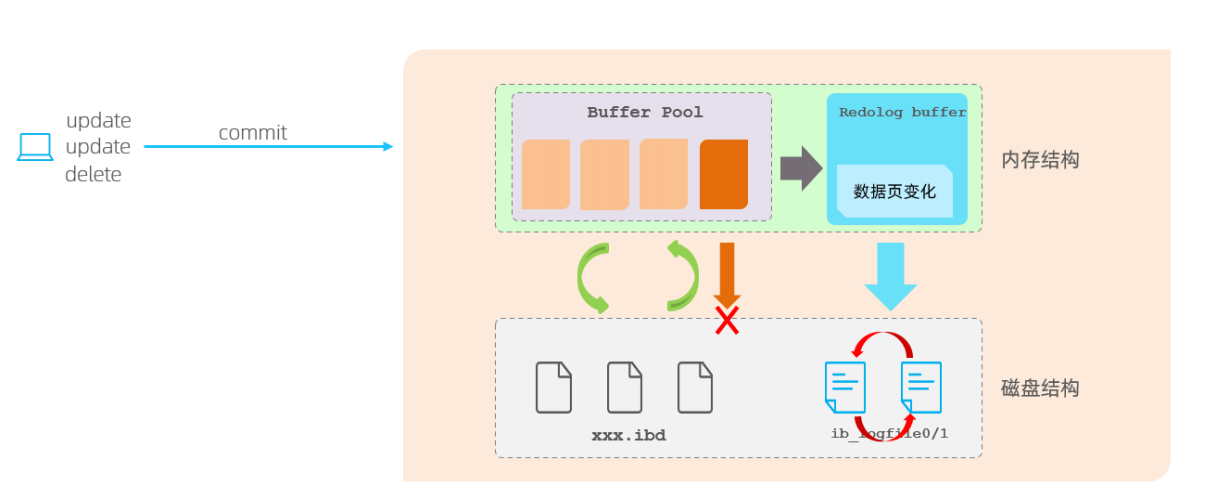 update
update
delete
commit
Buffer Pool
Redolog buffer
数据页变化
内存结构
xxx.ibd
ib_logfile0/1
磁盘结构